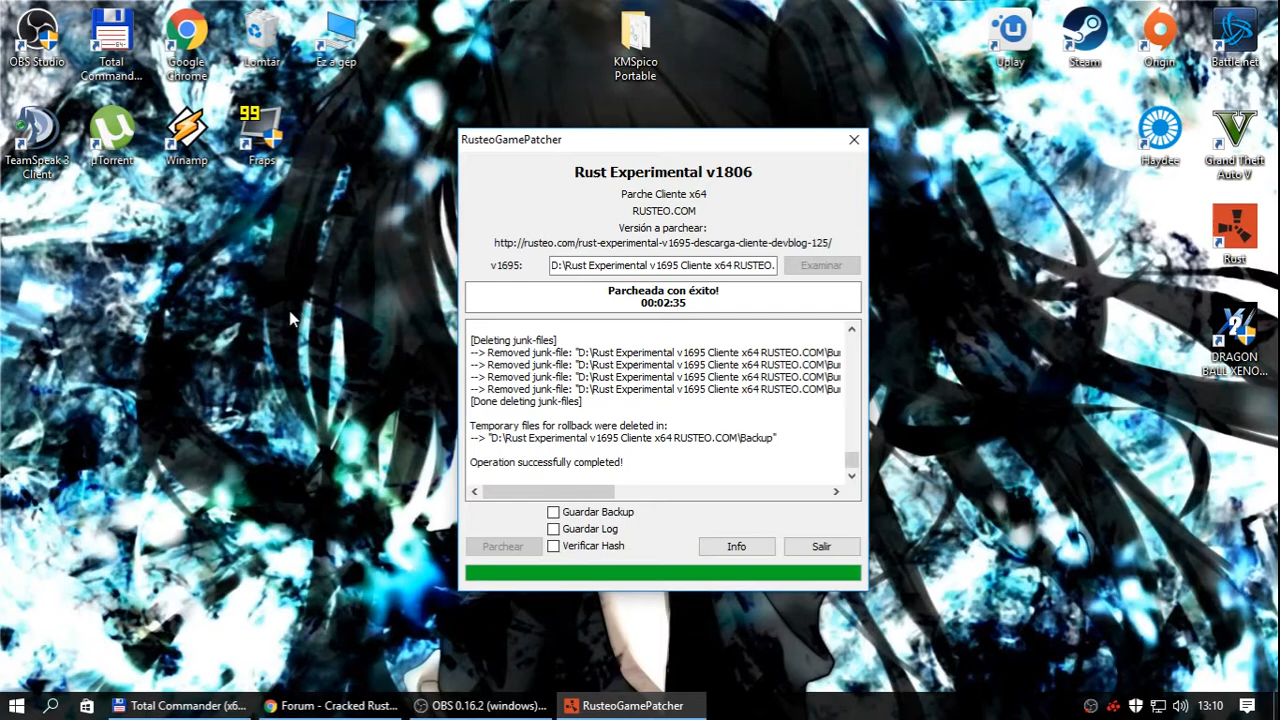 OBS Studio
Total
Comman...
Google
Chrome
Lomtár
Ez a gép
KMSpico
Portable
Uplay
Steam
Origin
Battle.net
TeamSpeak 3
Client
µTorrent
Winamp
99
Fraps
Haydee
Grand Theft
Auto V
Rust
DRAGON
BALL XENO...
RusteoGamePatcher
Rust Experimental v1806
Parche Cliente x64
RUSTEO.COM
Versión a parchear:
http://rusteo.com/rust-experimental-v1695-descarga-cliente-devblog-125/
v1695:
D:\Rust Experimental v1695 Cliente x64 RUSTEO.
Examinar
Parcheada con éxito!
00:02:35
[Deleting junk-files]
--> Removed junk-file: "D:\Rust Experimental v1695 Cliente x64 RUSTEO.COM\Bu
--> Removed junk-file: "D:\Rust Experimental v1695 Cliente x64 RUSTEO.COM\Bu
--> Removed junk-file: "D:\Rust Experimental v1695 Cliente x64 RUSTEO.COM\Bu
--> Removed junk-file: "D:\Rust Experimental v1695 Cliente x64 RUSTEO.COM\Bu
[Done deleting junk-files]
Temporary files for rollback were deleted in:
--> "D:\Rust Experimental v1695 Cliente x64 RUSTEO.COM\Backup"
Operation successfully completed!
Guardar Backup
Guardar Log
Verificar Hash
Parchear
Info
Salir
Total Commander (x6...
Forum - Cracked Rust...
OBS 0.16.2 (windows)...
RusteoGamePatcher
13:10